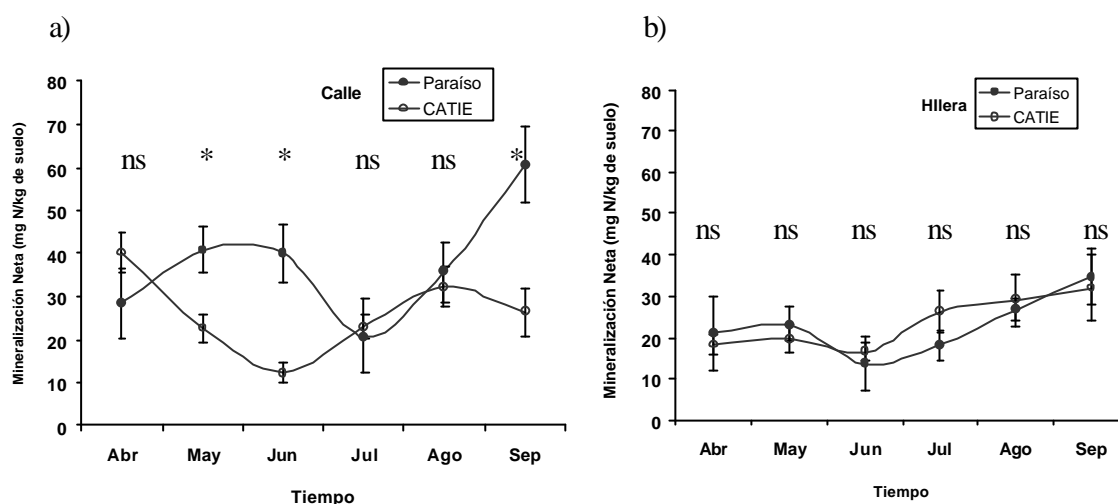 a)
Mineralización Neta (mg N/kg de suelo)
80
70
60
50
40
30
20
10
0
Calle
Paraíso
CATIE
ns
*
*
ns
ns
*
Abr
May
Jun
Jul
Ago
Sep
Tiempo
b)
Mineralización Neta (mg N/kg de suelo)
80
70
60
50
40
30
20
10
0
HIlera
Paraíso
CATIE
ns
ns
ns
ns
ns
ns
Abr
May
Jun
Jul
Ago
Sep
Tiempo